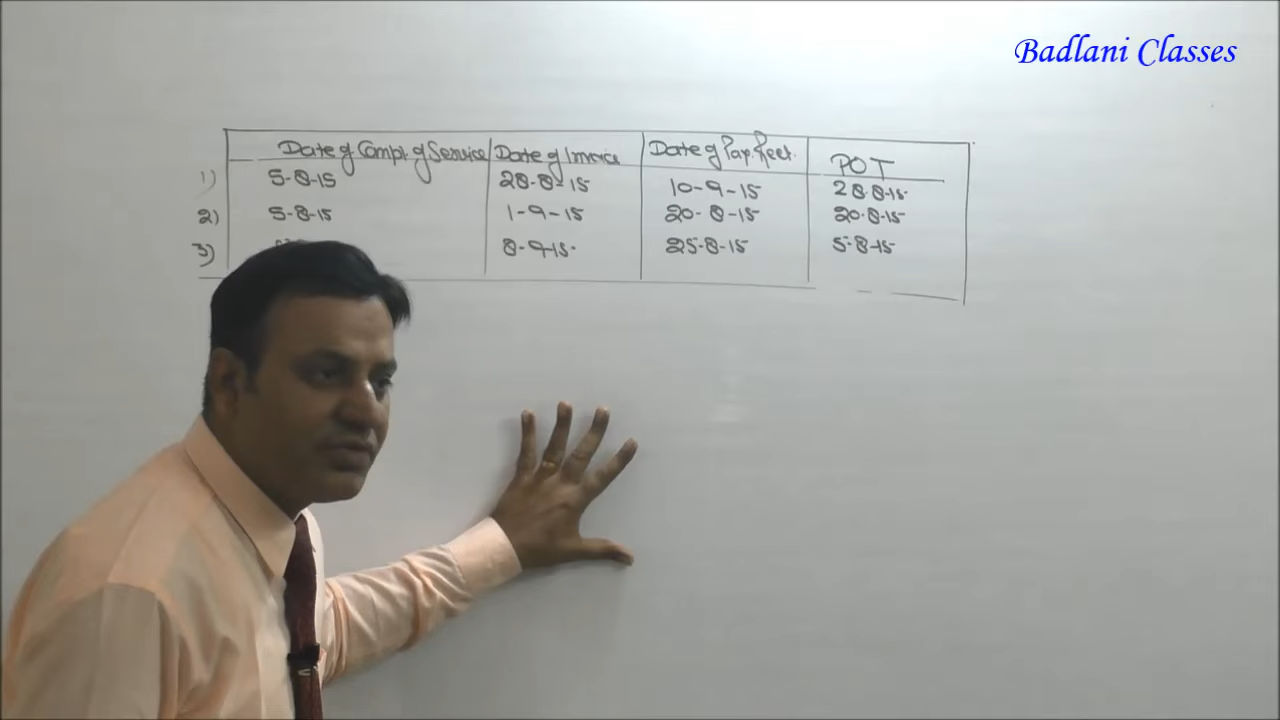 Badlani Classes
Date of Compl. of Service Date of Invoice Date of Pay. Rect. POT
1) 5-8-15 28-8-15 10-9-15 28-8-15
2) 5-8-15 1-9-15 20-8-15 20-8-15
3) 8-9-15 25-8-15 5-8-15